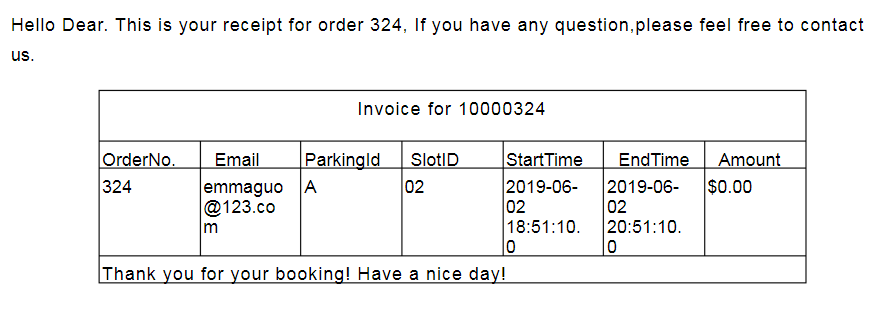 Hello Dear. This is your receipt for order 324, If you have any question,please feel free to contact
us.
Invoice for 10000324
OrderNo. Email ParkingId SlotID StartTime EndTime Amount
324 emmaguo A 02 2019-06- 2019-06- $0.00
@123.co 02 02
m 18:51:10. 20:51:10.
0 0
Thank you for your booking! Have a nice day!